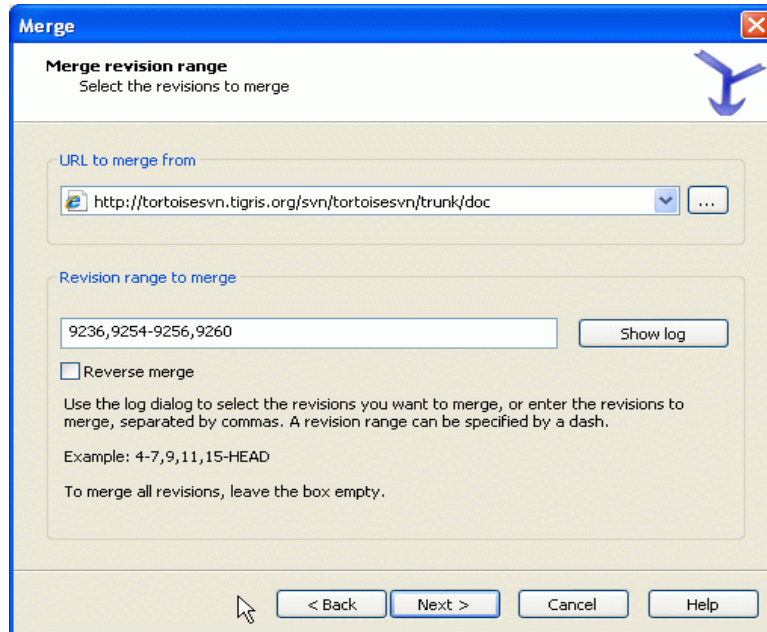 Merge
Merge revision range
Select the revisions to merge
URL to merge from
http://tortoisesvn.tigris.org/svn/tortoisesvn/trunk/doc
...
Revision range to merge
9236,9254-9256,9260
Show log
Reverse merge
Use the log dialog to select the revisions you want to merge, or enter the revisions to
merge, separated by commas. A revision range can be specified by a dash.
Example: 4-7,9,11,15-HEAD
To merge all revisions, leave the box empty.
< Back Next > Cancel Help